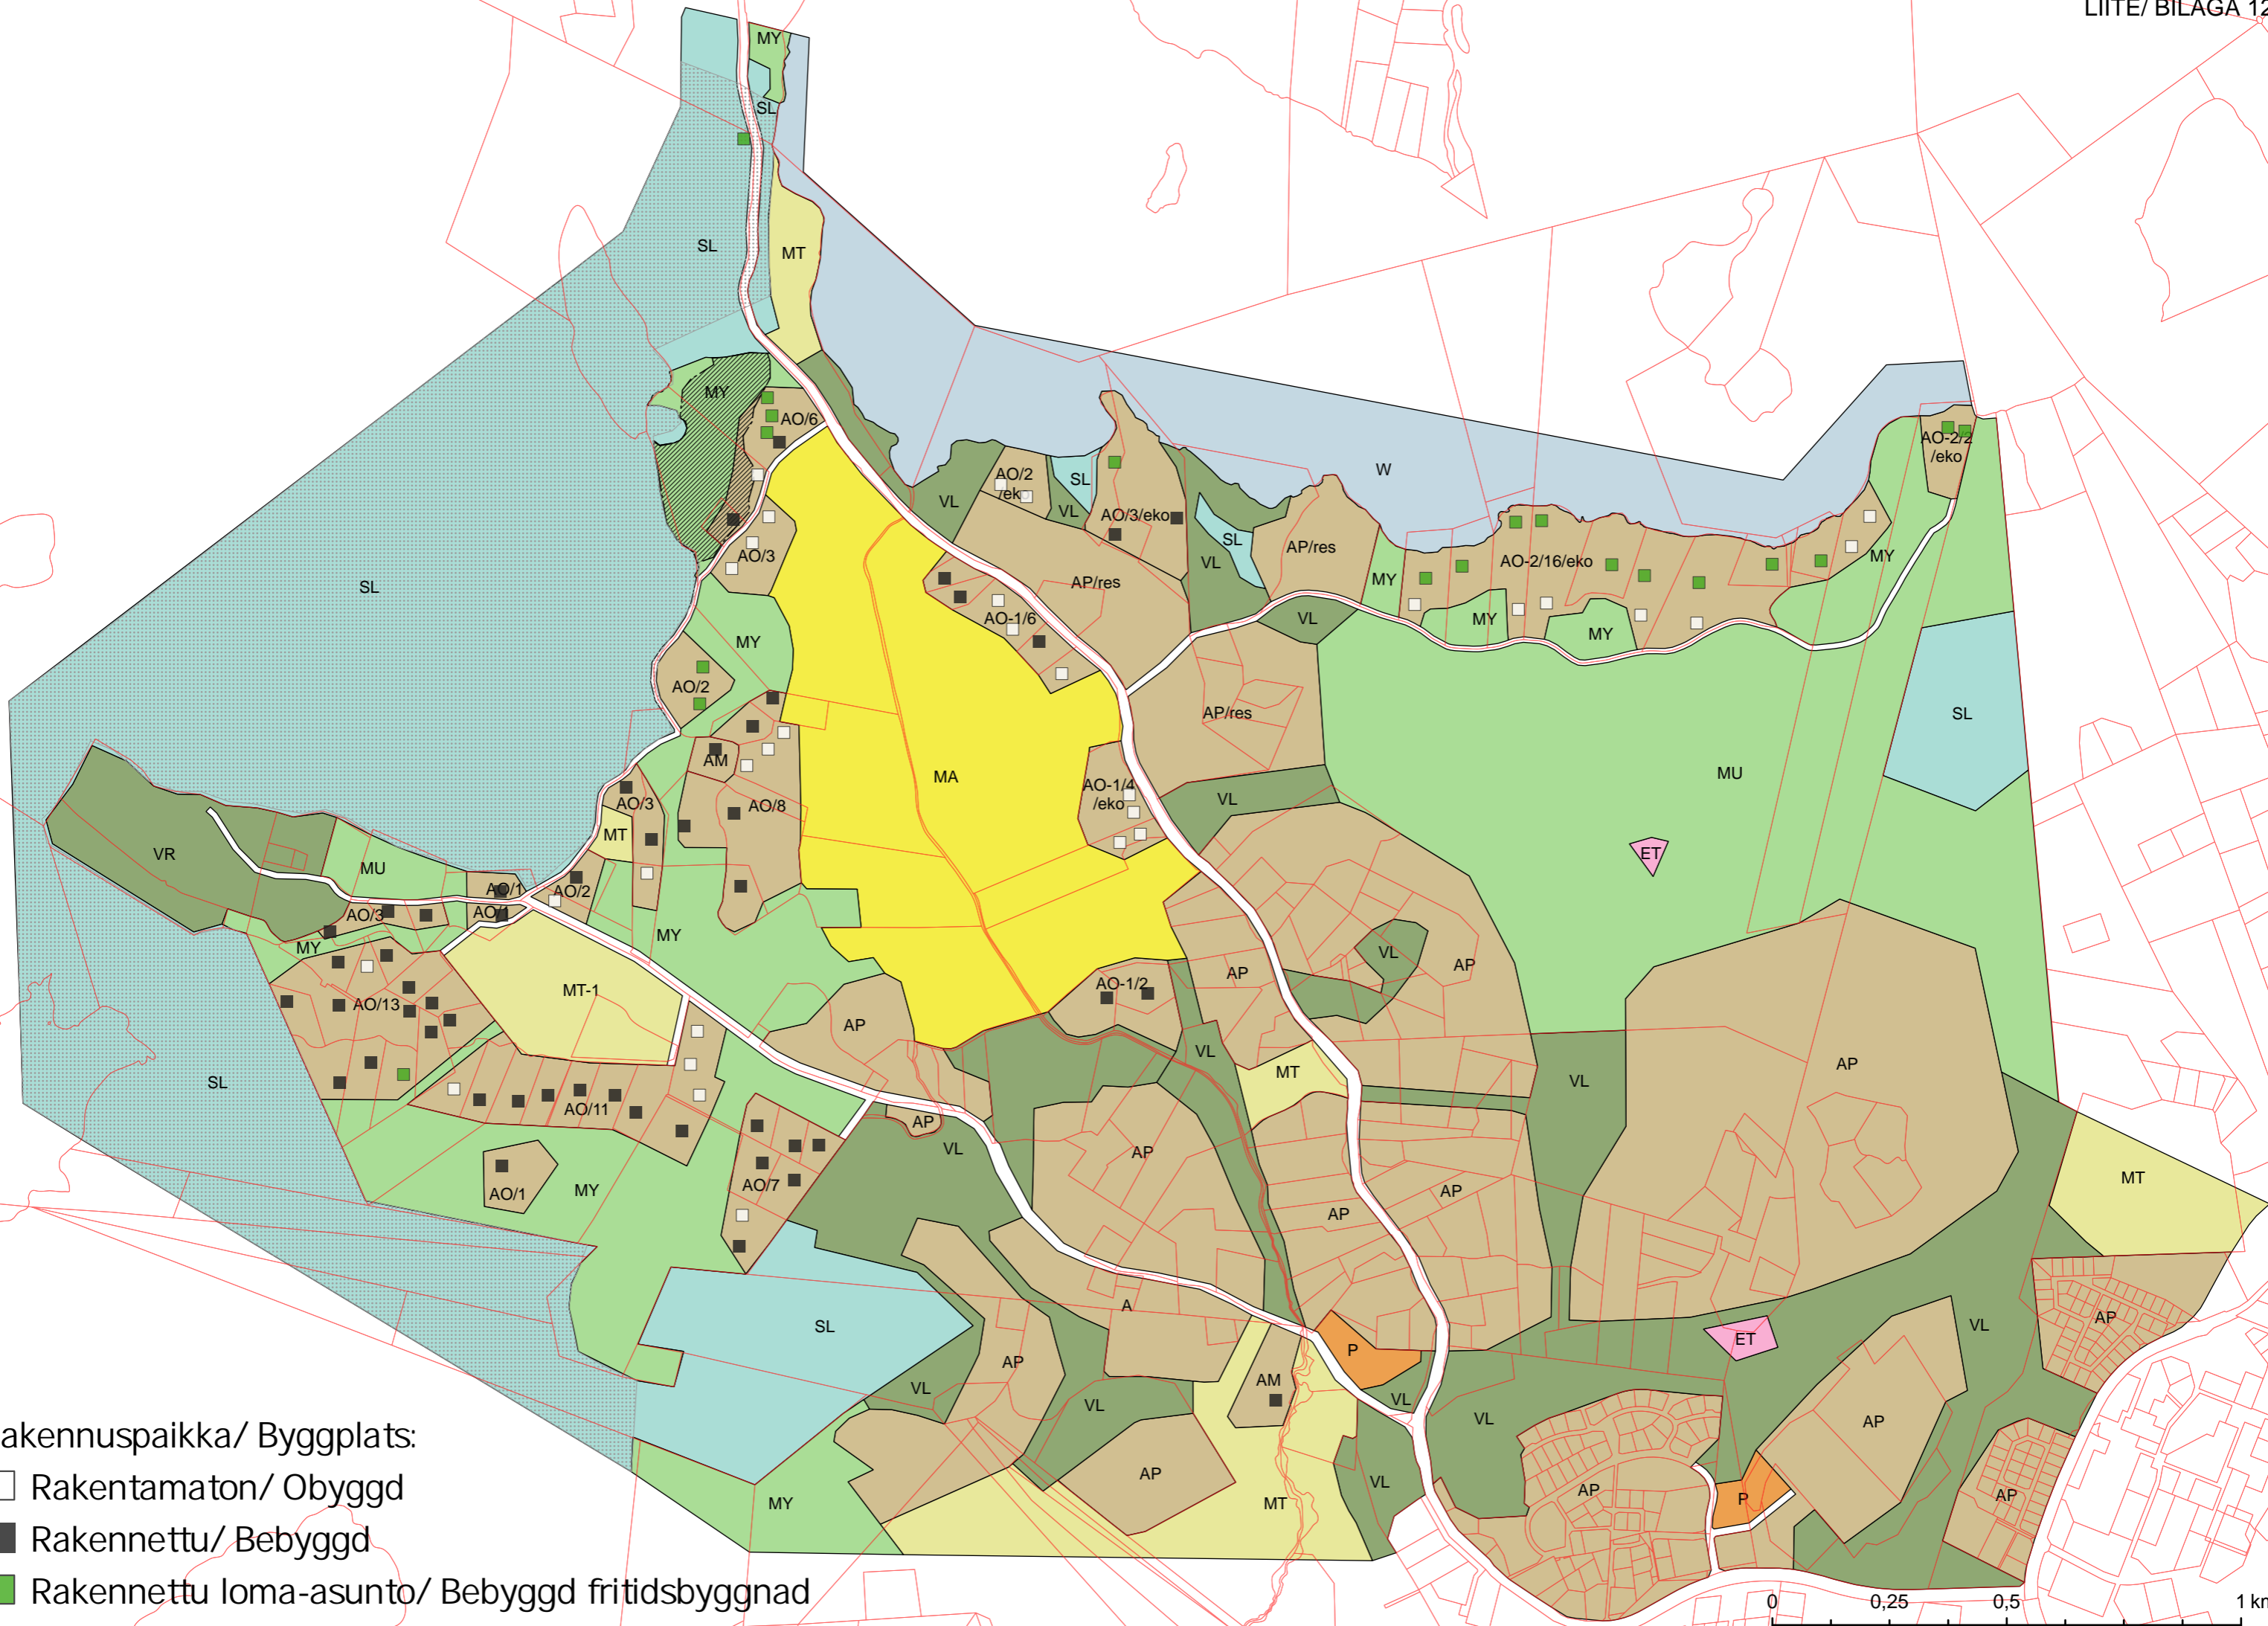 LIITE/ BILAGA 12
MY
SL
SL
MT
MY
AO/6
W
AO-2/2
/eko
AO/2
/eko
SL
VL
VL
AO/3/eko
SL
AP/res
AO/3
SL
VL
AP/res
MY
AO-2/16/eko
MY
AO-1/6
VL
MY
MY
MY
AO/2
AP/res
SL
AM
MA
MU
AO-1/4
/eko
VL
AO/3
AO/8
MT
VR
MU
ET
AO/1
AO/2
AO/3
AO/1
MY
MY
VL
AP
AP
AO-1/2
MT-1
AO/13
AP
VL
MT
VL
AP
SL
AO/11
AP
VL
AP
MT
AO/1
MY
AO/7
AP
AP
A
SL
P
ET
VL
AP
AP
AM
VL
VL
VL
VL
AP
akennuspaikka/ Byggplats:
AP
MT
VL
AP
P
AP
MY
Rakentamaton/ Obyggd
Rakennettu/ Bebyggd
Rakennettu loma-asunto/ Bebyggd fritidsbyggnad
0 0,25 0,5 1 km